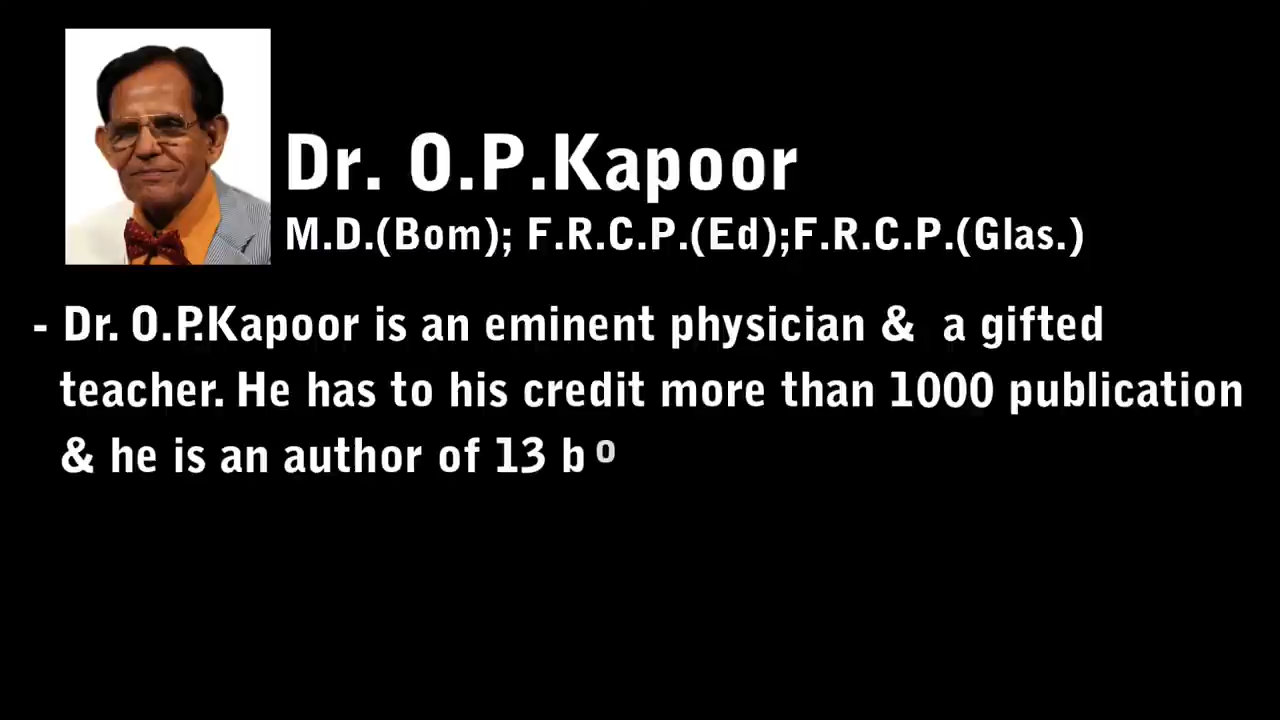 Dr. O.P.Kapoor
M.D.(Bom); F.R.C.P.(Ed);F.R.C.P.(Glas.)
- Dr. O.P.Kapoor is an eminent physician & a gifted
teacher. He has to his credit more than 1000 publication
& he is an author of 13 b o